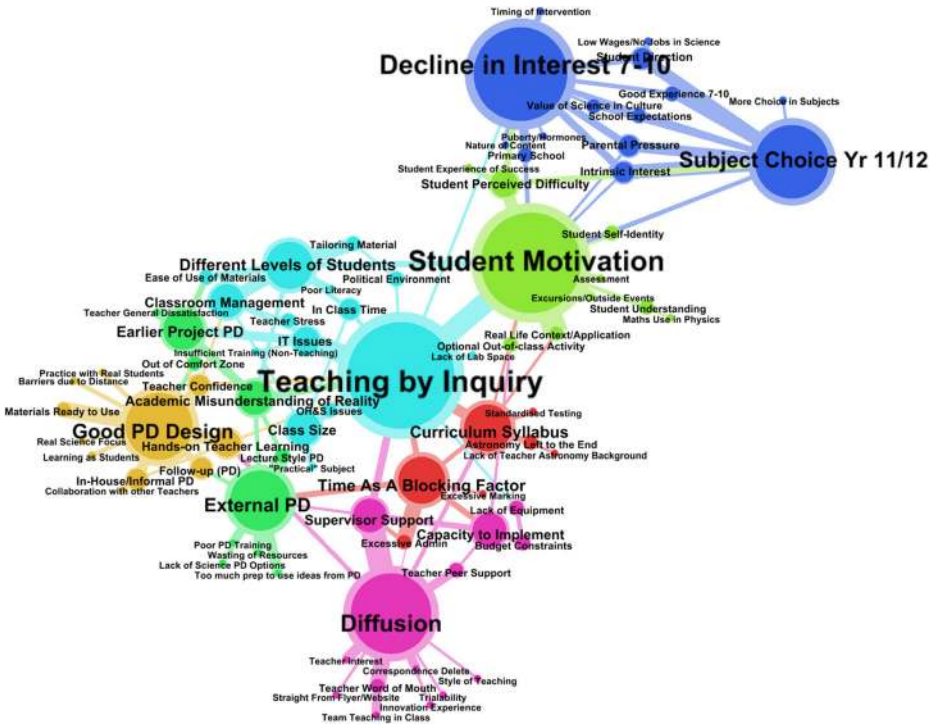 Timing of Intervention
Low Wages/No Jobs in Science
Student Direction
Decline in Interest 7-10
Good Experience 7-10
More Choice in Subjects
Value of Science in Culture
School Expectations
Puberty/Hormones
Nature of Content
Parental Pressure
Primary School
Subject Choice Yr 11/12
Student Experience of Success
Intrinsic Interest
Student Perceived Difficulty
Student Self-Identity
Tailoring Material
Different Levels of Students
Student Motivation
Ease of Use of Materials
Political Environment
Assessment
Poor Literacy
Classroom Management
In Class Time
Excursions/Outside Events
Teacher General Dissatisfaction
Student Understanding
Teacher Stress
Maths Use in Physics
Earlier Project PD
IT Issues
Real Life Context/Application
Optional Out-of-class Activity
Insufficient Training (Non-Teaching)
Lack of Lab Space
Out of Comfort Zone
Practice with Real Students
Barriers due to Distance
Teacher Confidence
Teaching by Inquiry
Academic Misunderstanding of Reality
Materials Ready to Use
OR&S Issues
Standardised Testing
Good PD Design
Class Size
Curriculum Syllabus
Real Science Focus
Hands-on Teacher Learning
Astronomy Left to the End
Lecture Style PD
Lack of Teacher Astronomy Background
Learning as Students
"Practical" Subject
Follow-up (PD)
In-House/Informal PD
Time As A Blocking Factor
Collaboration with other Teachers
Excessive Marking
External PD
Lack of Equipment
Supervisor Support
Capacity to Implement
Excessive Admin
Budget Constraints
Poor PD Training
Wasting of Resources
Lack of Science PD Options
Teacher Peer Support
Too much prep to use ideas from PD
Diffusion
Teacher Interest
Correspondence Delete
Style of Teaching
Teacher Word of Mouth
Straight From Flyer/Website
Trialability
Innovation Experience
Team Teaching in Class